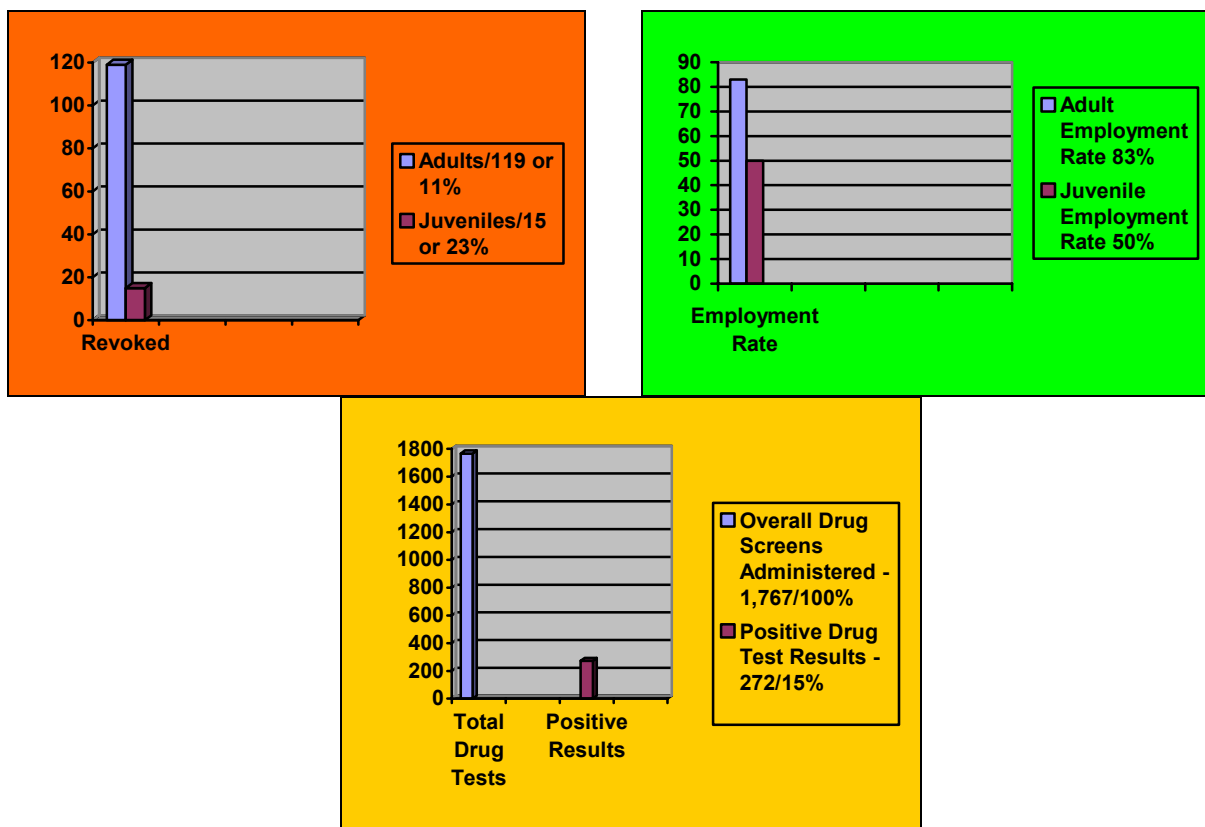 120
100
80
60
40
20
0
Revoked
Adults/119 or
11%
Juveniles/15
or 23%
90
80
70
60
50
40
30
20
10
0
Employment
Rate
Adult
Employment
Rate 83%
Juvenile
Employment
Rate 50%
1800
1600
1400
1200
1000
800
600
400
200
0
Total
Drug
Tests
Positive
Results
Overall Drug
Screens
Administered -
1,767/100%
Positive Drug
Test Results -
272/15%